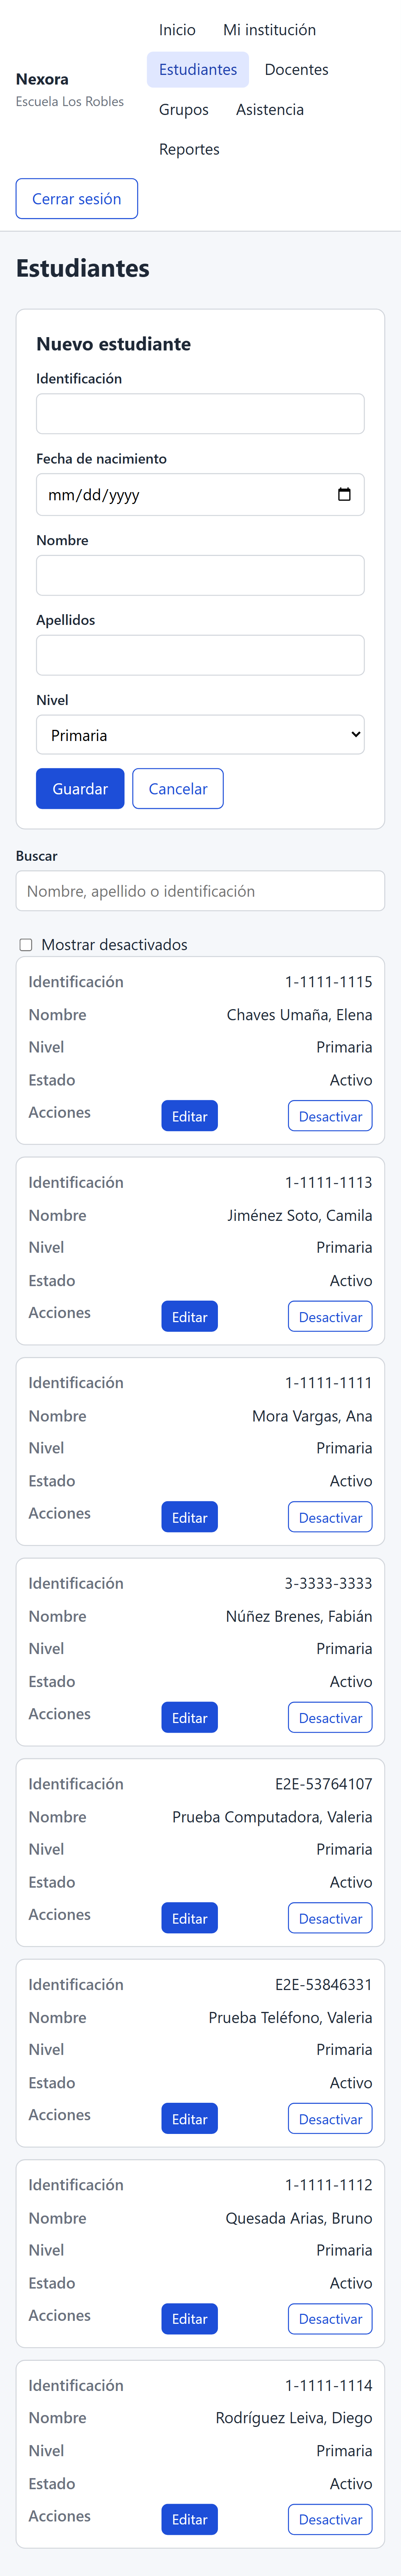 Nexora
Escuela Los Robles
Inicio Mi institución
Estudiantes Docentes
Grupos Asistencia
Reportes
Cerrar sesión
Estudiantes
Nuevo estudiante
Identificación
Fecha de nacimiento
mm/dd/yyyy
Nombre
Apellidos
Nivel
Primaria
Guardar Cancelar
Buscar
Nombre, apellido o identificación
Mostrar desactivados
Identificación 1-1111-1115
Nombre Chaves Umaña, Elena
Nivel Primaria
Estado Activo
Acciones Editar Desactivar
Identificación 1-1111-1113
Nombre Jiménez Soto, Camila
Nivel Primaria
Estado Activo
Acciones Editar Desactivar
Identificación 1-1111-1111
Nombre Mora Vargas, Ana
Nivel Primaria
Estado Activo
Acciones Editar Desactivar
Identificación 3-3333-3333
Nombre Núñez Brenes, Fabián
Nivel Primaria
Estado Activo
Acciones Editar Desactivar
Identificación E2E-53764107
Nombre Prueba Computadora, Valeria
Nivel Primaria
Estado Activo
Acciones Editar Desactivar
Identificación E2E-53846331
Nombre Prueba Teléfono, Valeria
Nivel Primaria
Estado Activo
Acciones Editar Desactivar
Identificación 1-1111-1112
Nombre Quesada Arias, Bruno
Nivel Primaria
Estado Activo
Acciones Editar Desactivar
Identificación 1-1111-1114
Nombre Rodríguez Leiva, Diego
Nivel Primaria
Estado Activo
Acciones Editar Desactivar